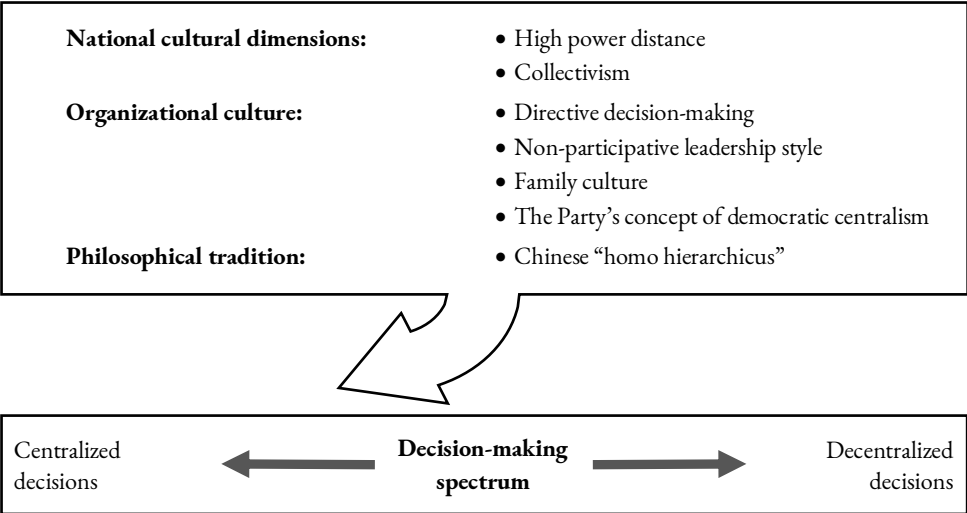 National cultural dimensions:
• High power distance
• Collectivism
Organizational culture:
• Directive decision-making
• Non-participative leadership style
• Family culture
• The Party’s concept of democratic centralism
Philosophical tradition:
• Chinese “homo hierarchicus”
Centralized
decisions
Decision-making
spectrum
Decentralized
decisions